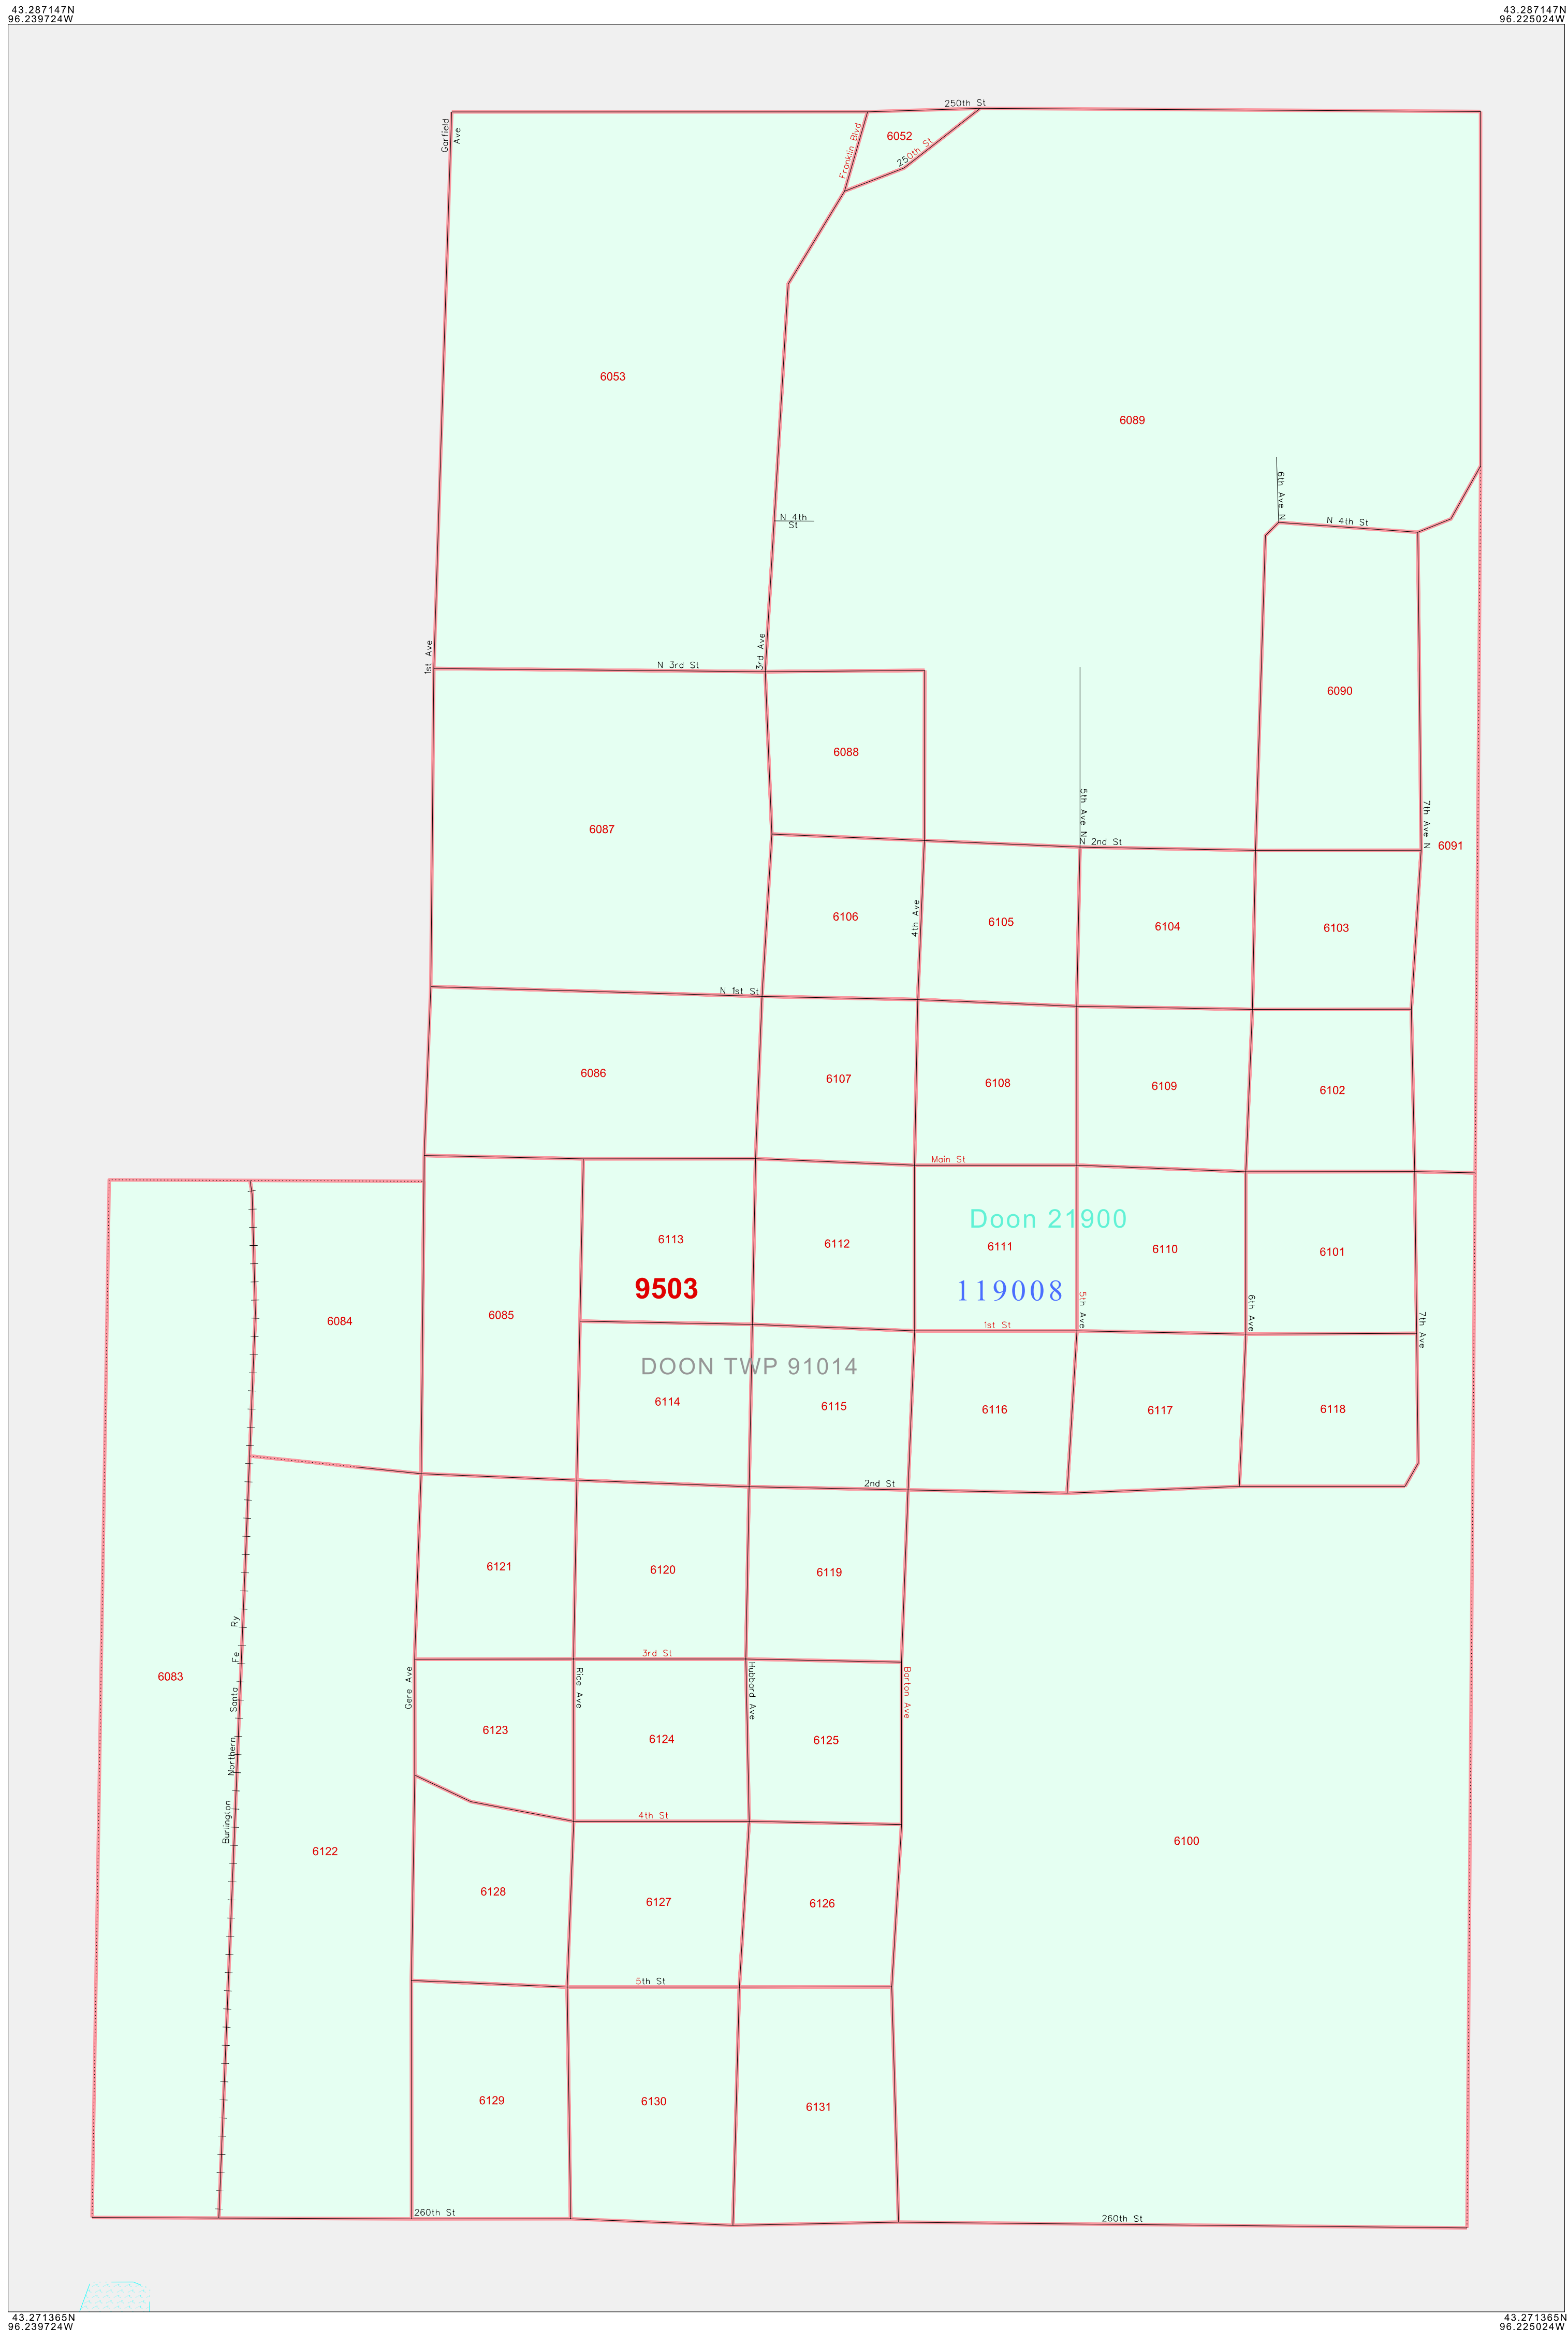 43.287147N
96.239724W
43.287147N
96.225024W
250th St
Garfield
Ave
Franklin Blvd
6052
250th St
6053
6089
6th Ave N
N 4th
St
N 4th St
1st Ave
N 3rd St
3rd Ave
6090
6088
5th Ave N
7th Ave N
6087
N 2nd St
6091
4th Ave
6106
6105
6104
6103
N 1st St
6086
6107
6108
6109
6102
Main St
Doon 21900
6113
6112
6111
6110
6101
9503
119008
5th Ave
6th Ave
7th Ave
6084
6085
1st St
DOON TWP 91014
6114
6115
6116
6117
6118
2nd St
6121
6120
6119
Burlington Northern Santa Fe Ry
3rd St
6083
Gere Ave
Rice Ave
Hubbard Ave
Barton Ave
6123
6124
6125
4th St
6122
6100
6128
6127
6126
5th St
6129
6130
6131
260th St
260th St
43.271365N
96.239724W
43.271365N
96.225024W